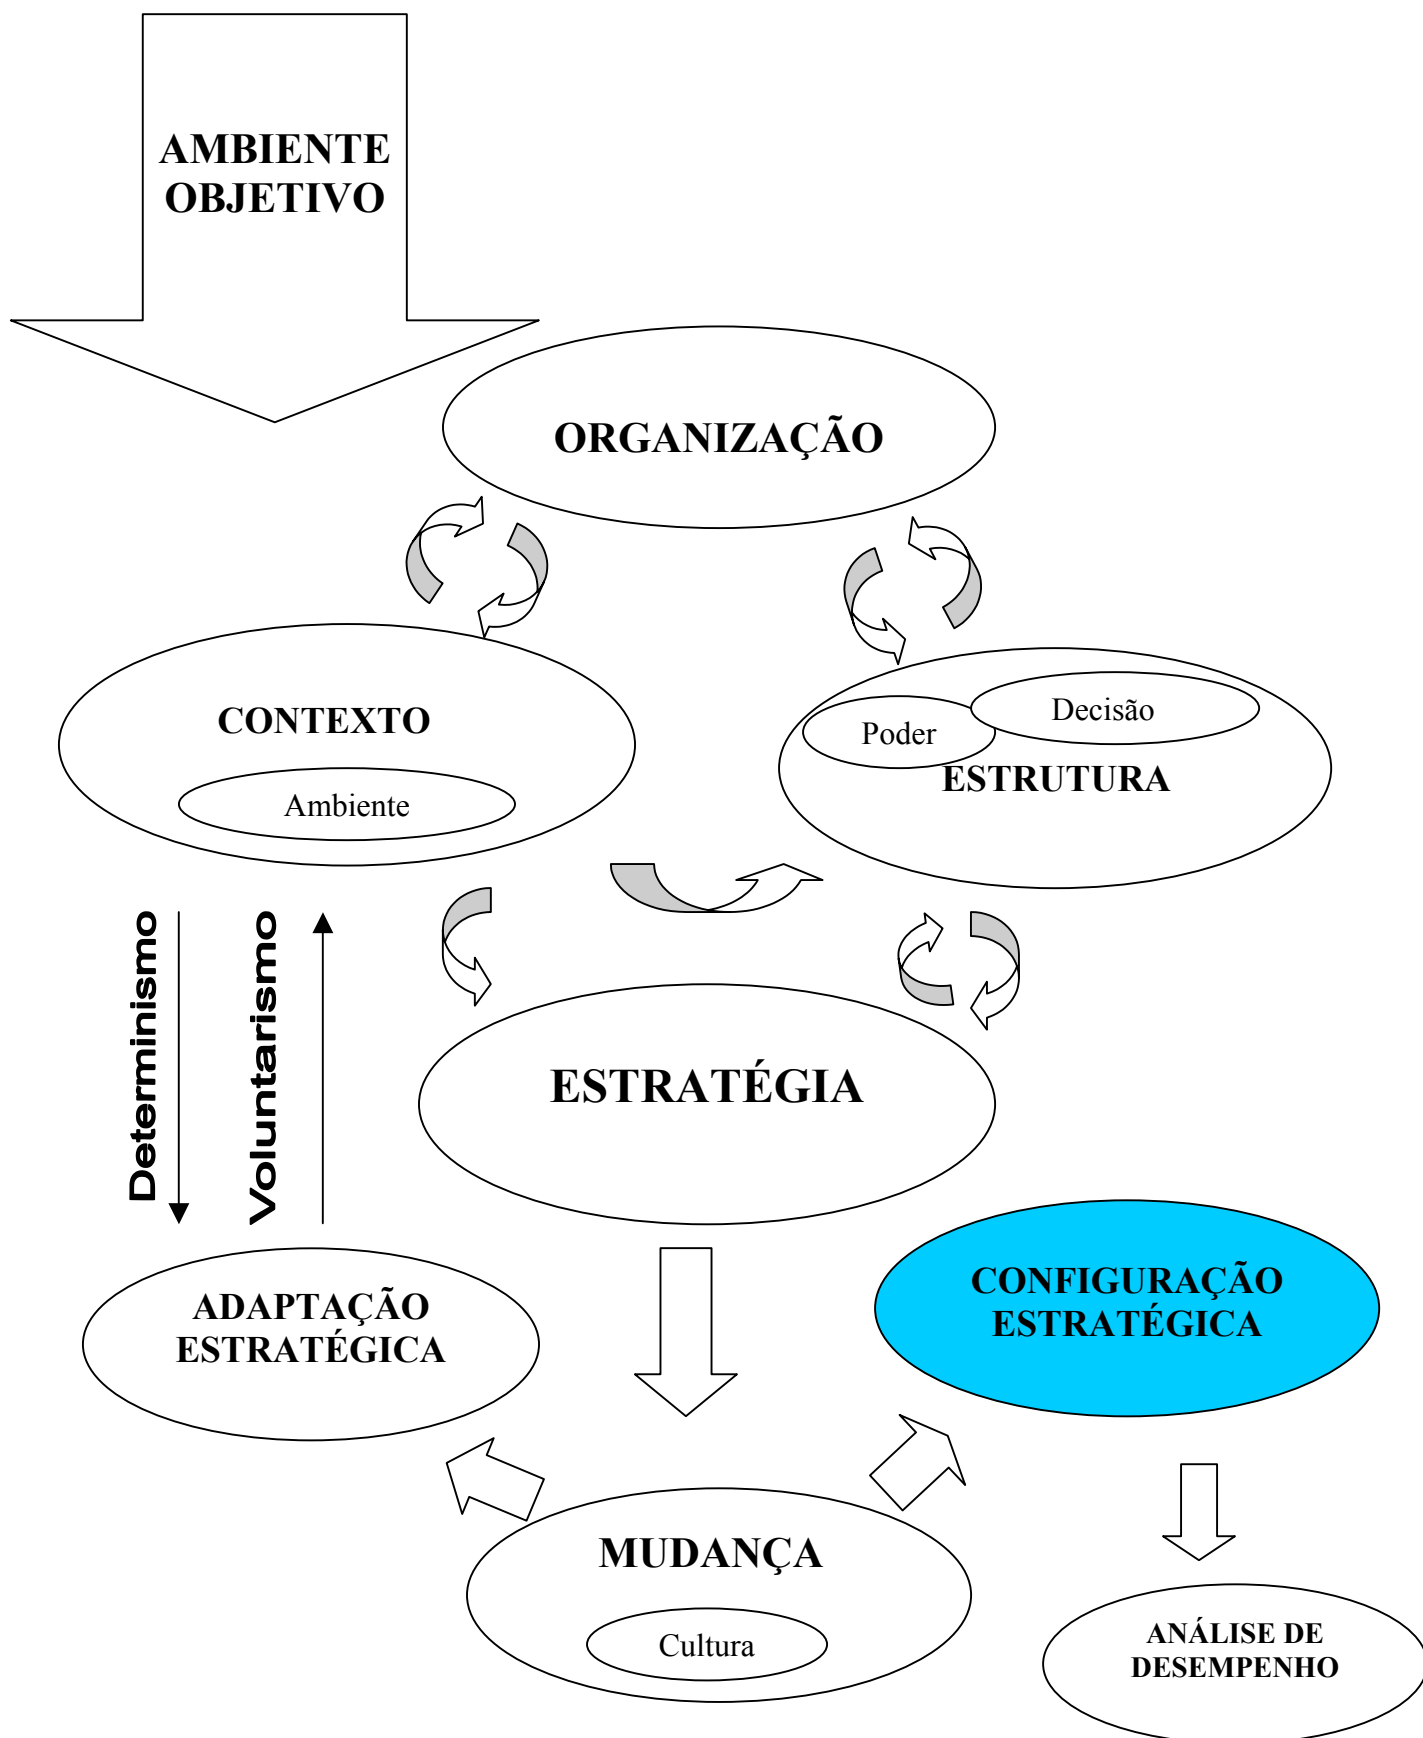 AMBIENTE
OBJETIVO
ORGANIZAÇÃO
CONTEXTO
Ambiente
Poder
Decisão
ESTRUTURA
Determinismo
Voluntarismo
ESTRATÉGIA
ADAPTAÇÃO
ESTRATÉGICA
CONFIGURAÇÃO
ESTRATÉGICA
MUDANÇA
Cultura
ANÁLISE DE
DESEMPENHO